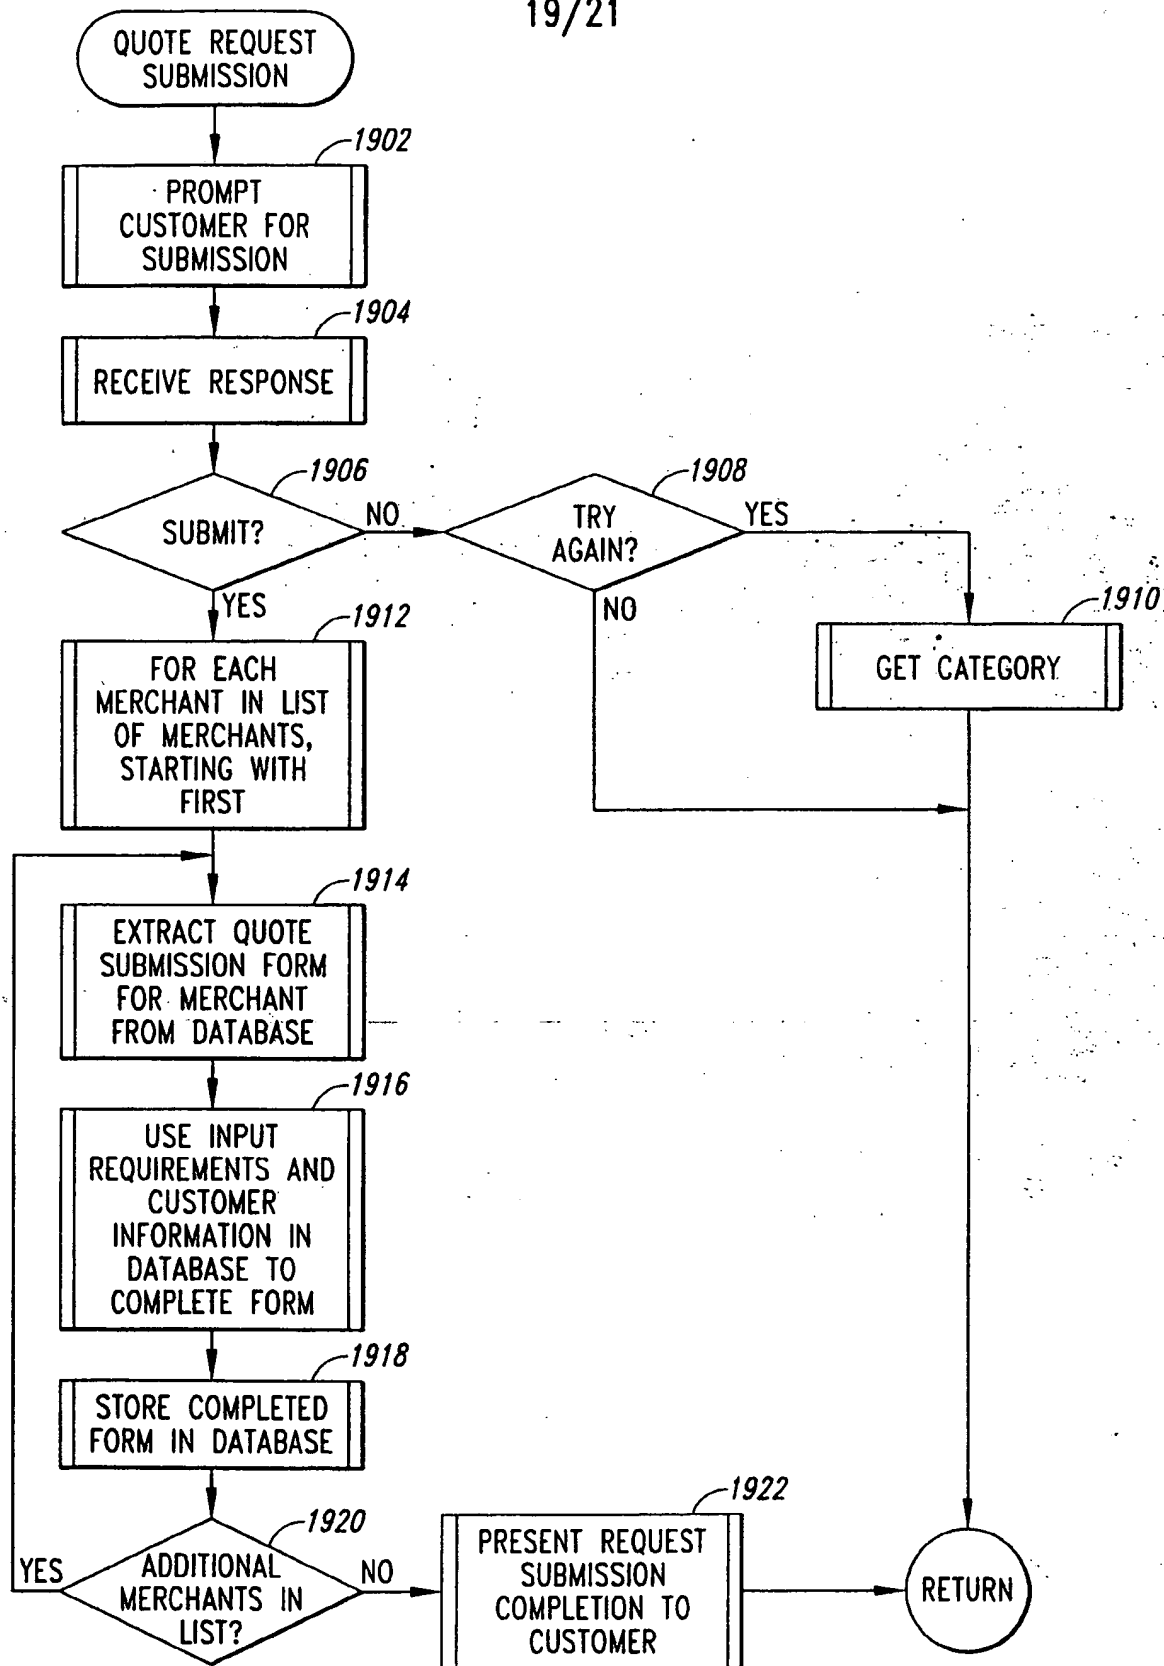 19/21
QUOTE REQUEST
SUBMISSION
1902
PROMPT
CUSTOMER FOR
SUBMISSION
1904
RECEIVE RESPONSE
1906
SUBMIT?
NO
1908
TRY
AGAIN?
YES
NO
1910
GET CATEGORY
YES
1912
FOR EACH
MERCHANT IN LIST
OF MERCHANTS,
STARTING WITH
FIRST
1914
EXTRACT QUOTE
SUBMISSION FORM
FOR MERCHANT
FROM DATABASE
1916
USE INPUT
REQUIREMENTS AND
CUSTOMER
INFORMATION IN
DATABASE TO
COMPLETE FORM
1918
STORE COMPLETED
FORM IN DATABASE
1920
ADDITIONAL
MERCHANTS IN
LIST?
YES
NO
1922
PRESENT REQUEST
SUBMISSION
COMPLETION TO
CUSTOMER
RETURN